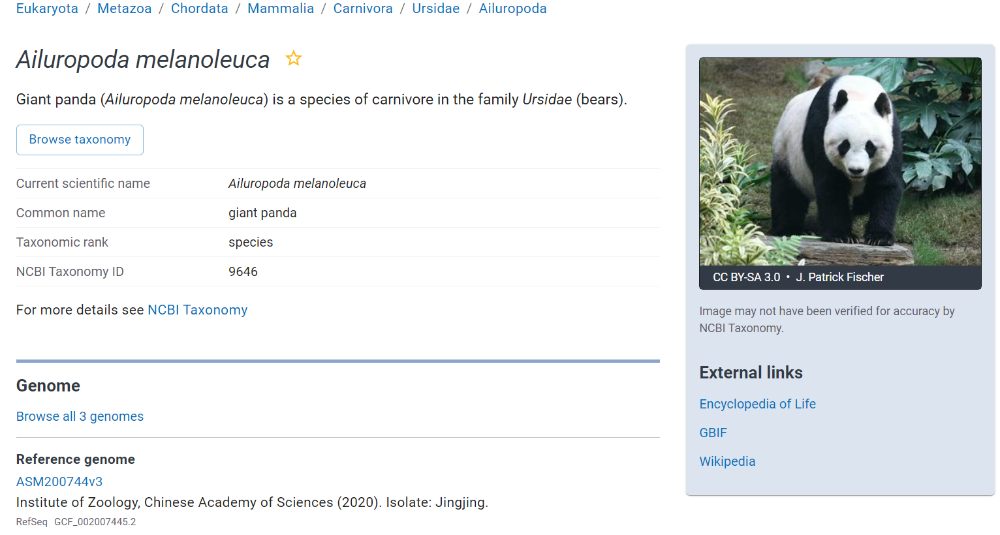 Eukaryota / Metazoa / Chordata / Mammalia / Carnivora / Ursidae / Ailuropoda
Ailuropoda melanoleuca
Giant panda (Ailuropoda melanoleuca) is a species of carnivore in the family Ursidae (bears).
Browse taxonomy
Current scientific name Ailuropoda melanoleuca
Common name giant panda
Taxonomic rank species
NCBI Taxonomy ID 9646
For more details see NCBI Taxonomy
Genome
Browse all 3 genomes
Reference genome
ASM200744v3
Institute of Zoology, Chinese Academy of Sciences (2020). Isolate: Jingjing.
RefSeq GCF_002007445.2
CC BY-SA 3.0 • J. Patrick Fischer
Image may not have been verified for accuracy by
NCBI Taxonomy.
External links
Encyclopedia of Life
GBIF
Wikipedia